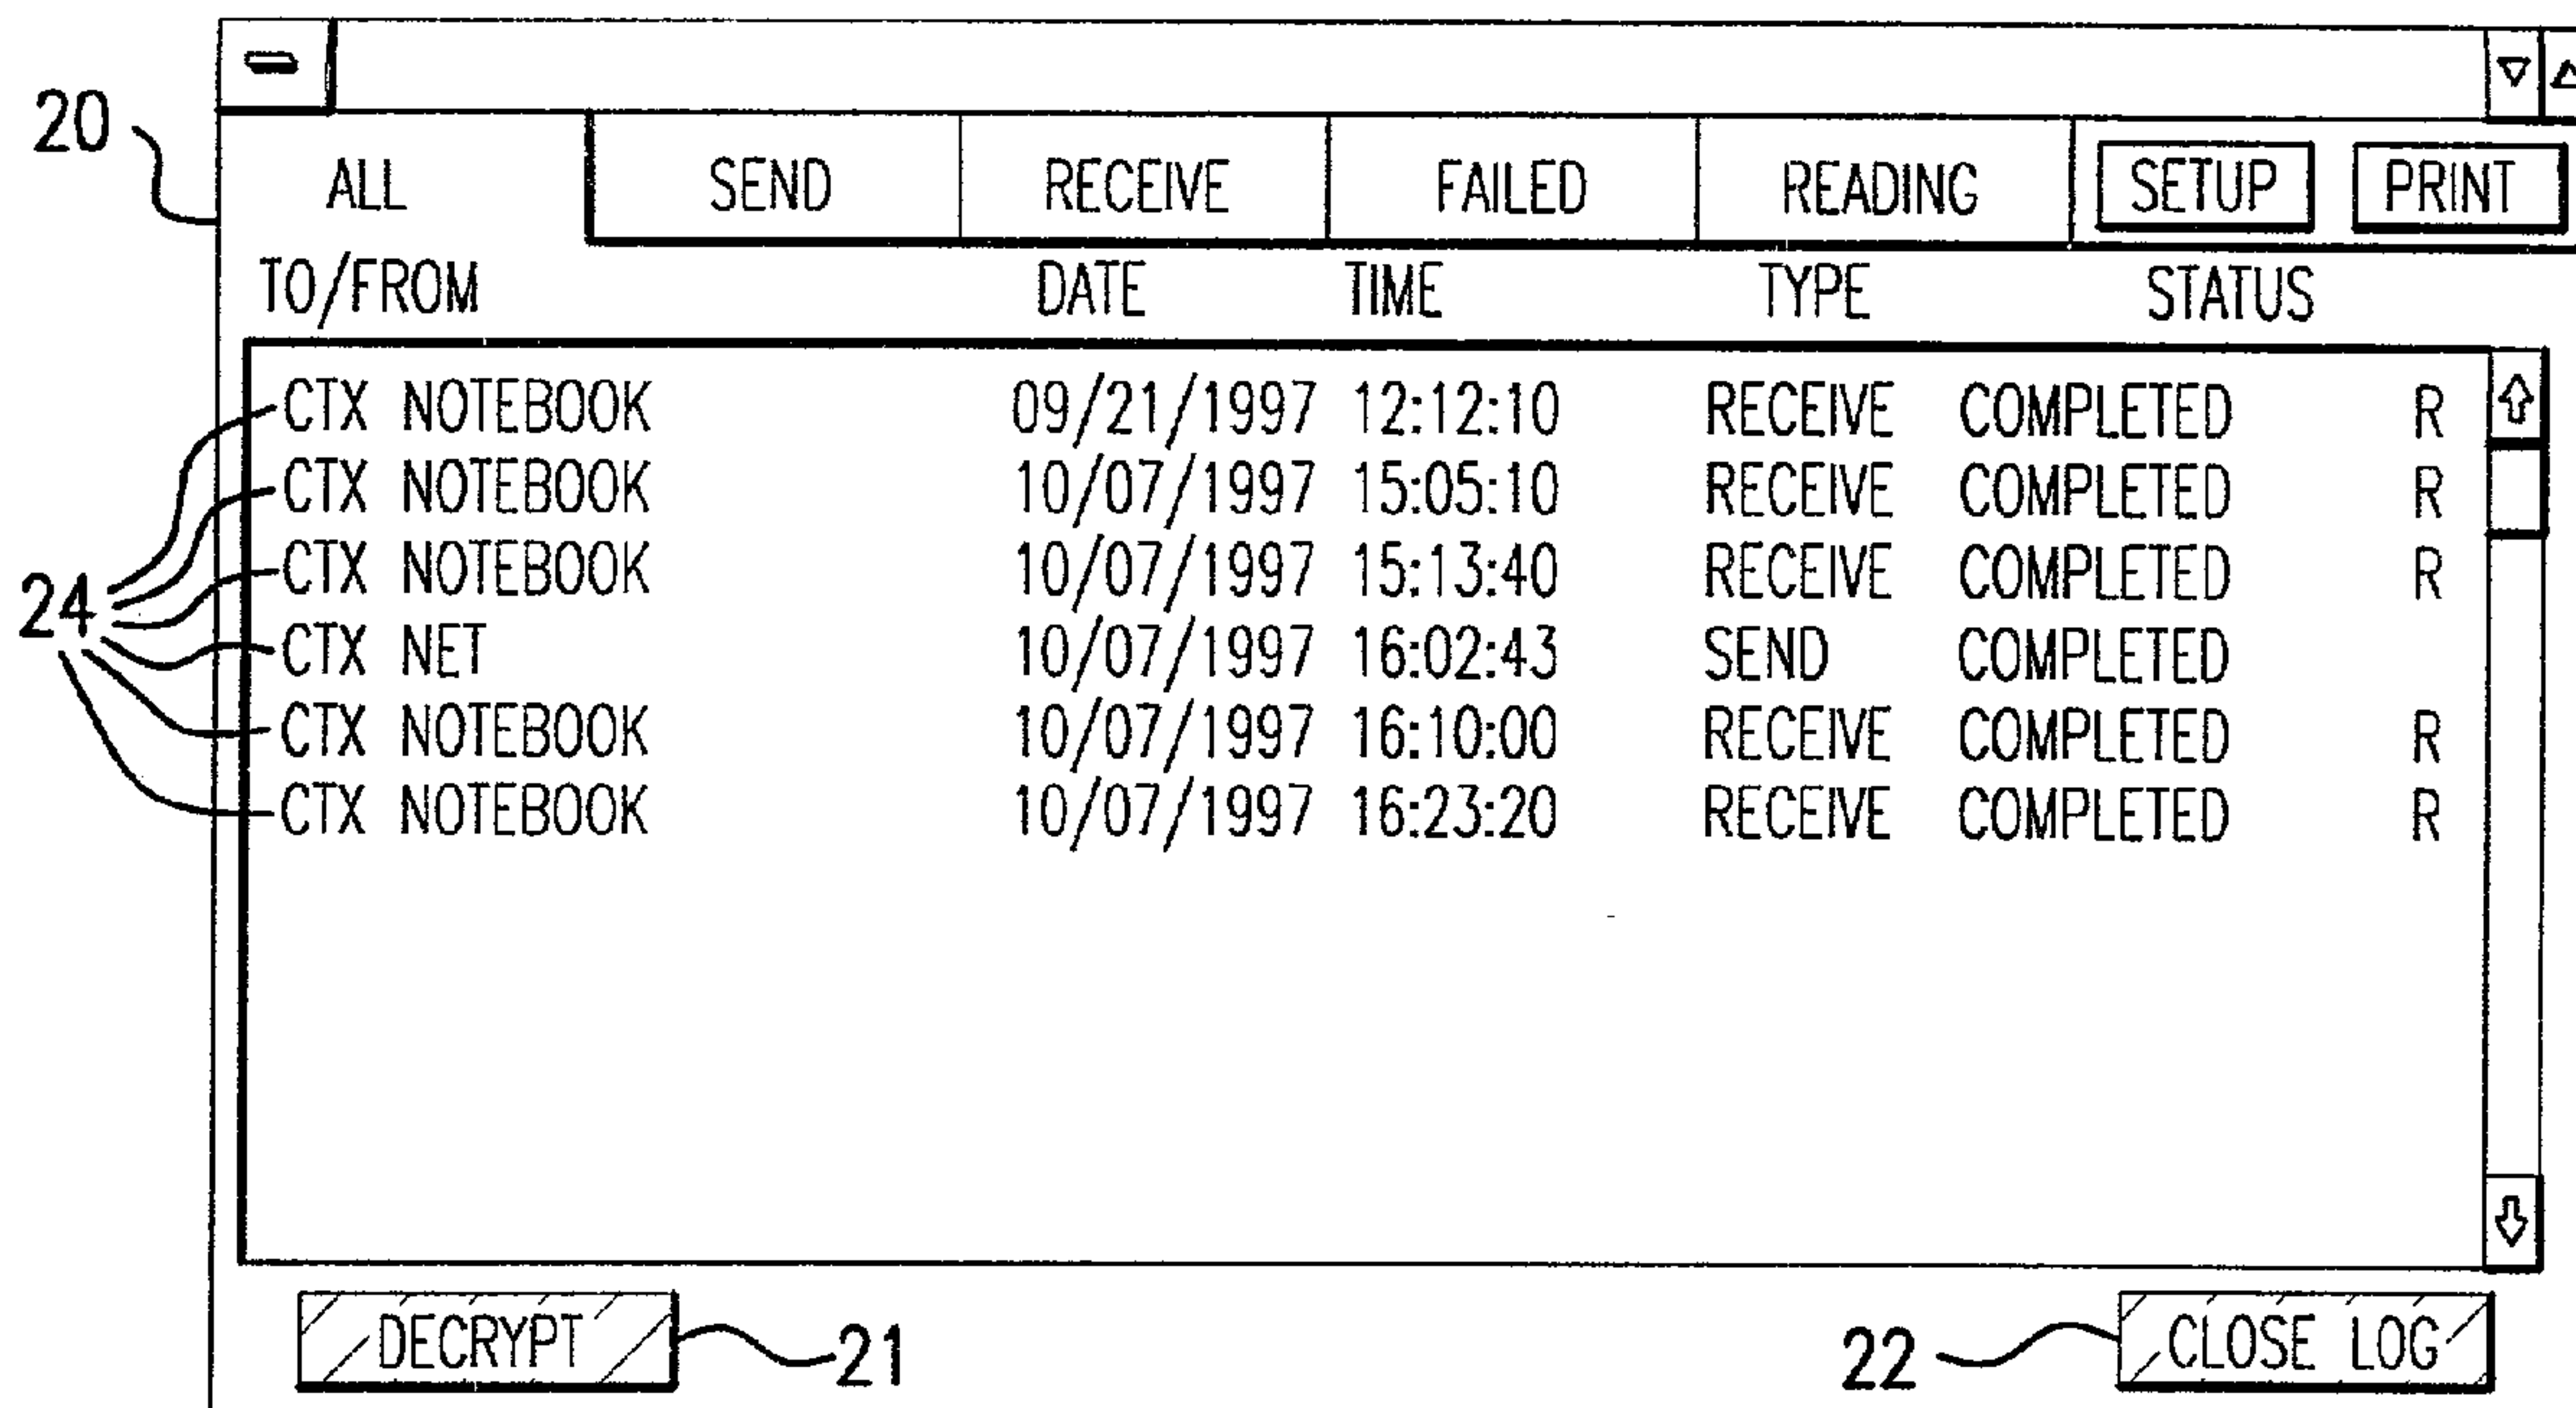 20
ALL SEND RECEIVE FAILED READING SETUP PRINT
TO/FROM DATE TIME TYPE STATUS
CTX NOTEBOOK 09/21/1997 12:12:10 RECEIVE COMPLETED R
CTX NOTEBOOK 10/07/1997 15:05:10 RECEIVE COMPLETED R
CTX NOTEBOOK 10/07/1997 15:13:40 RECEIVE COMPLETED R
24
CTX NET 10/07/1997 16:02:43 SEND COMPLETED
CTX NOTEBOOK 10/07/1997 16:10:00 RECEIVE COMPLETED R
CTX NOTEBOOK 10/07/1997 16:23:20 RECEIVE COMPLETED R
DECRYPT 21 22 CLOSE LOG